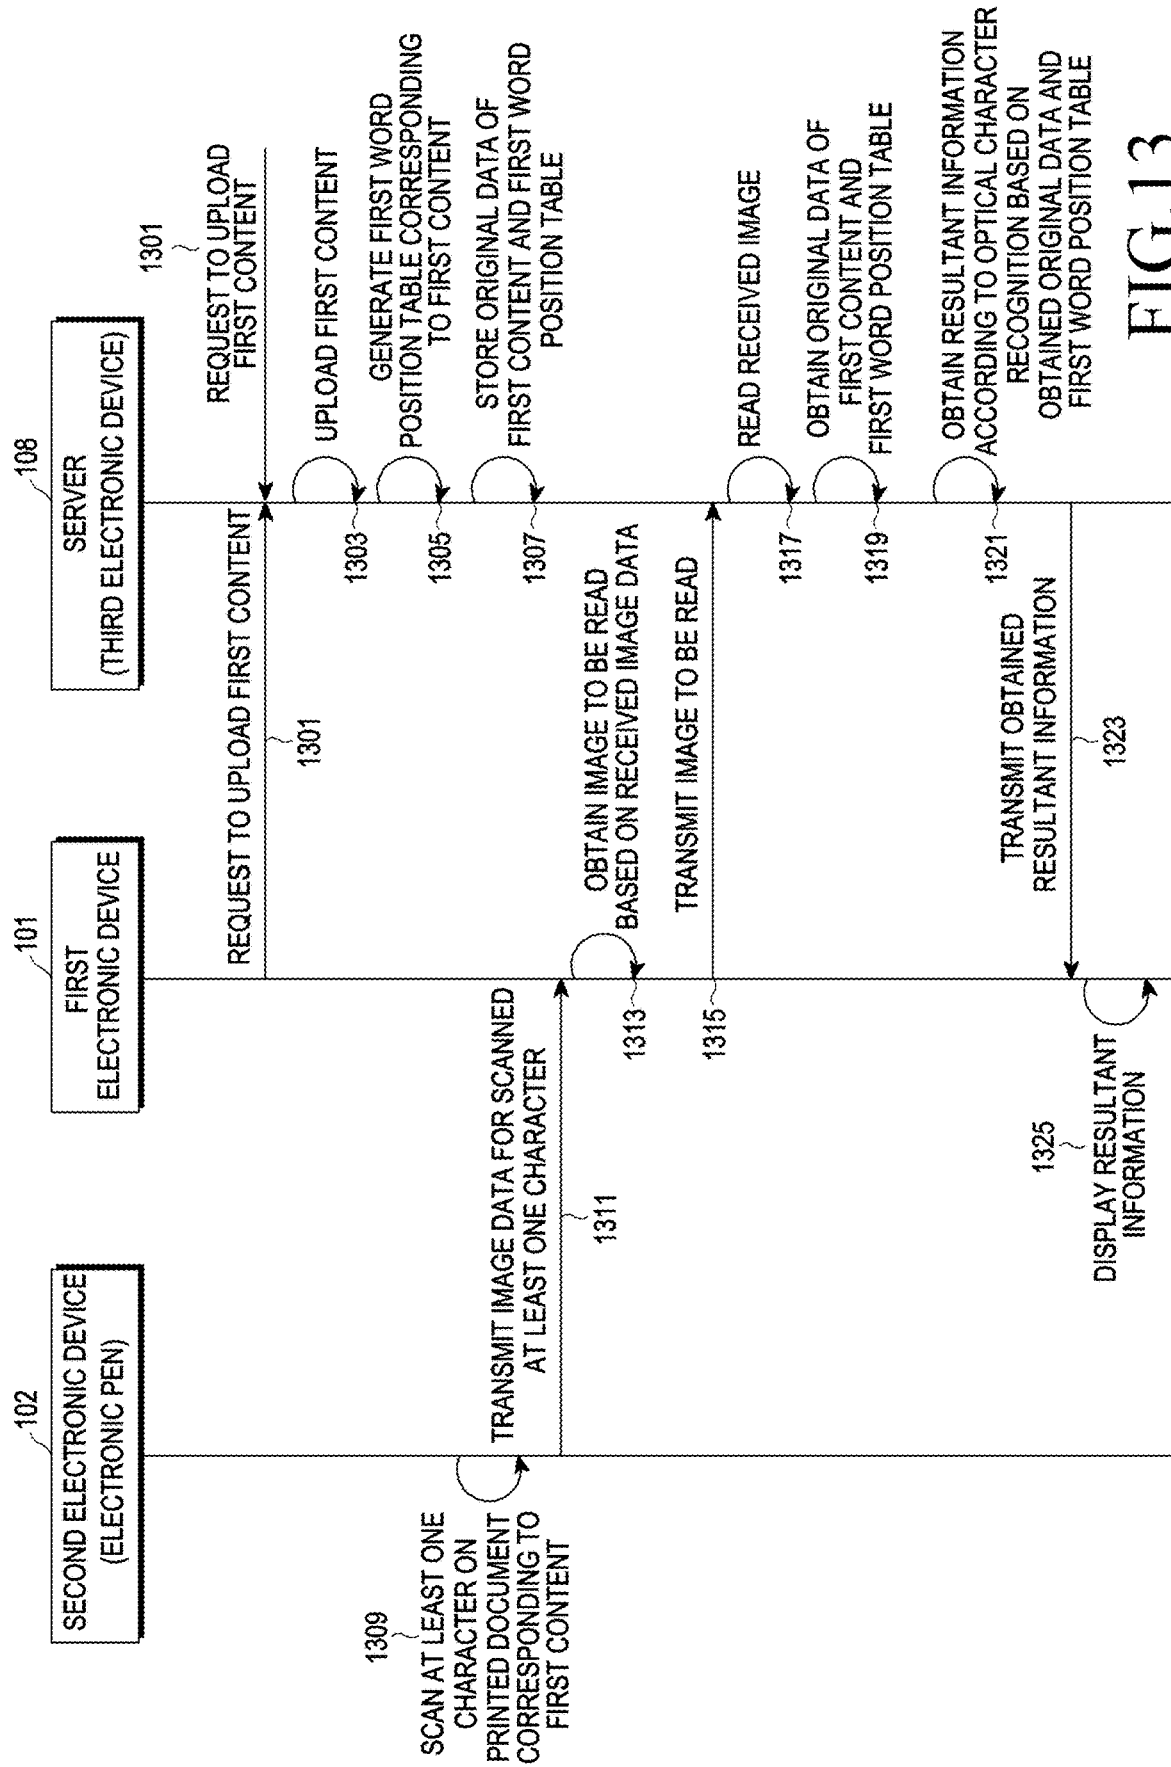 102
SECOND ELECTRONIC DEVICE
(ELECTRONIC PEN)
101
FIRST
ELECTRONIC DEVICE
108
SERVER
(THIRD ELECTRONIC DEVICE)
REQUEST TO UPLOAD FIRST CONTENT
1301
1301
REQUEST TO UPLOAD
FIRST CONTENT
UPLOAD FIRST CONTENT
1303
GENERATE FIRST WORD
POSITION TABLE CORRESPONDING
TO FIRST CONTENT
1305
STORE ORIGINAL DATA OF
FIRST CONTENT AND FIRST WORD
POSITION TABLE
1307
1309
SCAN AT LEAST ONE
CHARACTER ON
PRINTED DOCUMENT
CORRESPONDING TO
FIRST CONTENT
TRANSMIT IMAGE DATA FOR SCANNED
AT LEAST ONE CHARACTER
1311
OBTAIN IMAGE TO BE READ
BASED ON RECEIVED IMAGE DATA
1313
TRANSMIT IMAGE TO BE READ
1315
READ RECEIVED IMAGE
1317
OBTAIN ORIGINAL DATA OF
FIRST CONTENT AND
FIRST WORD POSITION TABLE
1319
OBTAIN RESULTANT INFORMATION
ACCORDING TO OPTICAL CHARACTER
RECOGNITION BASED ON
OBTAINED ORIGINAL DATA AND
FIRST WORD POSITION TABLE
1321
TRANSMIT OBTAINED
RESULTANT INFORMATION
1323
1325
DISPLAY RESULTANT
INFORMATION
FIG.13